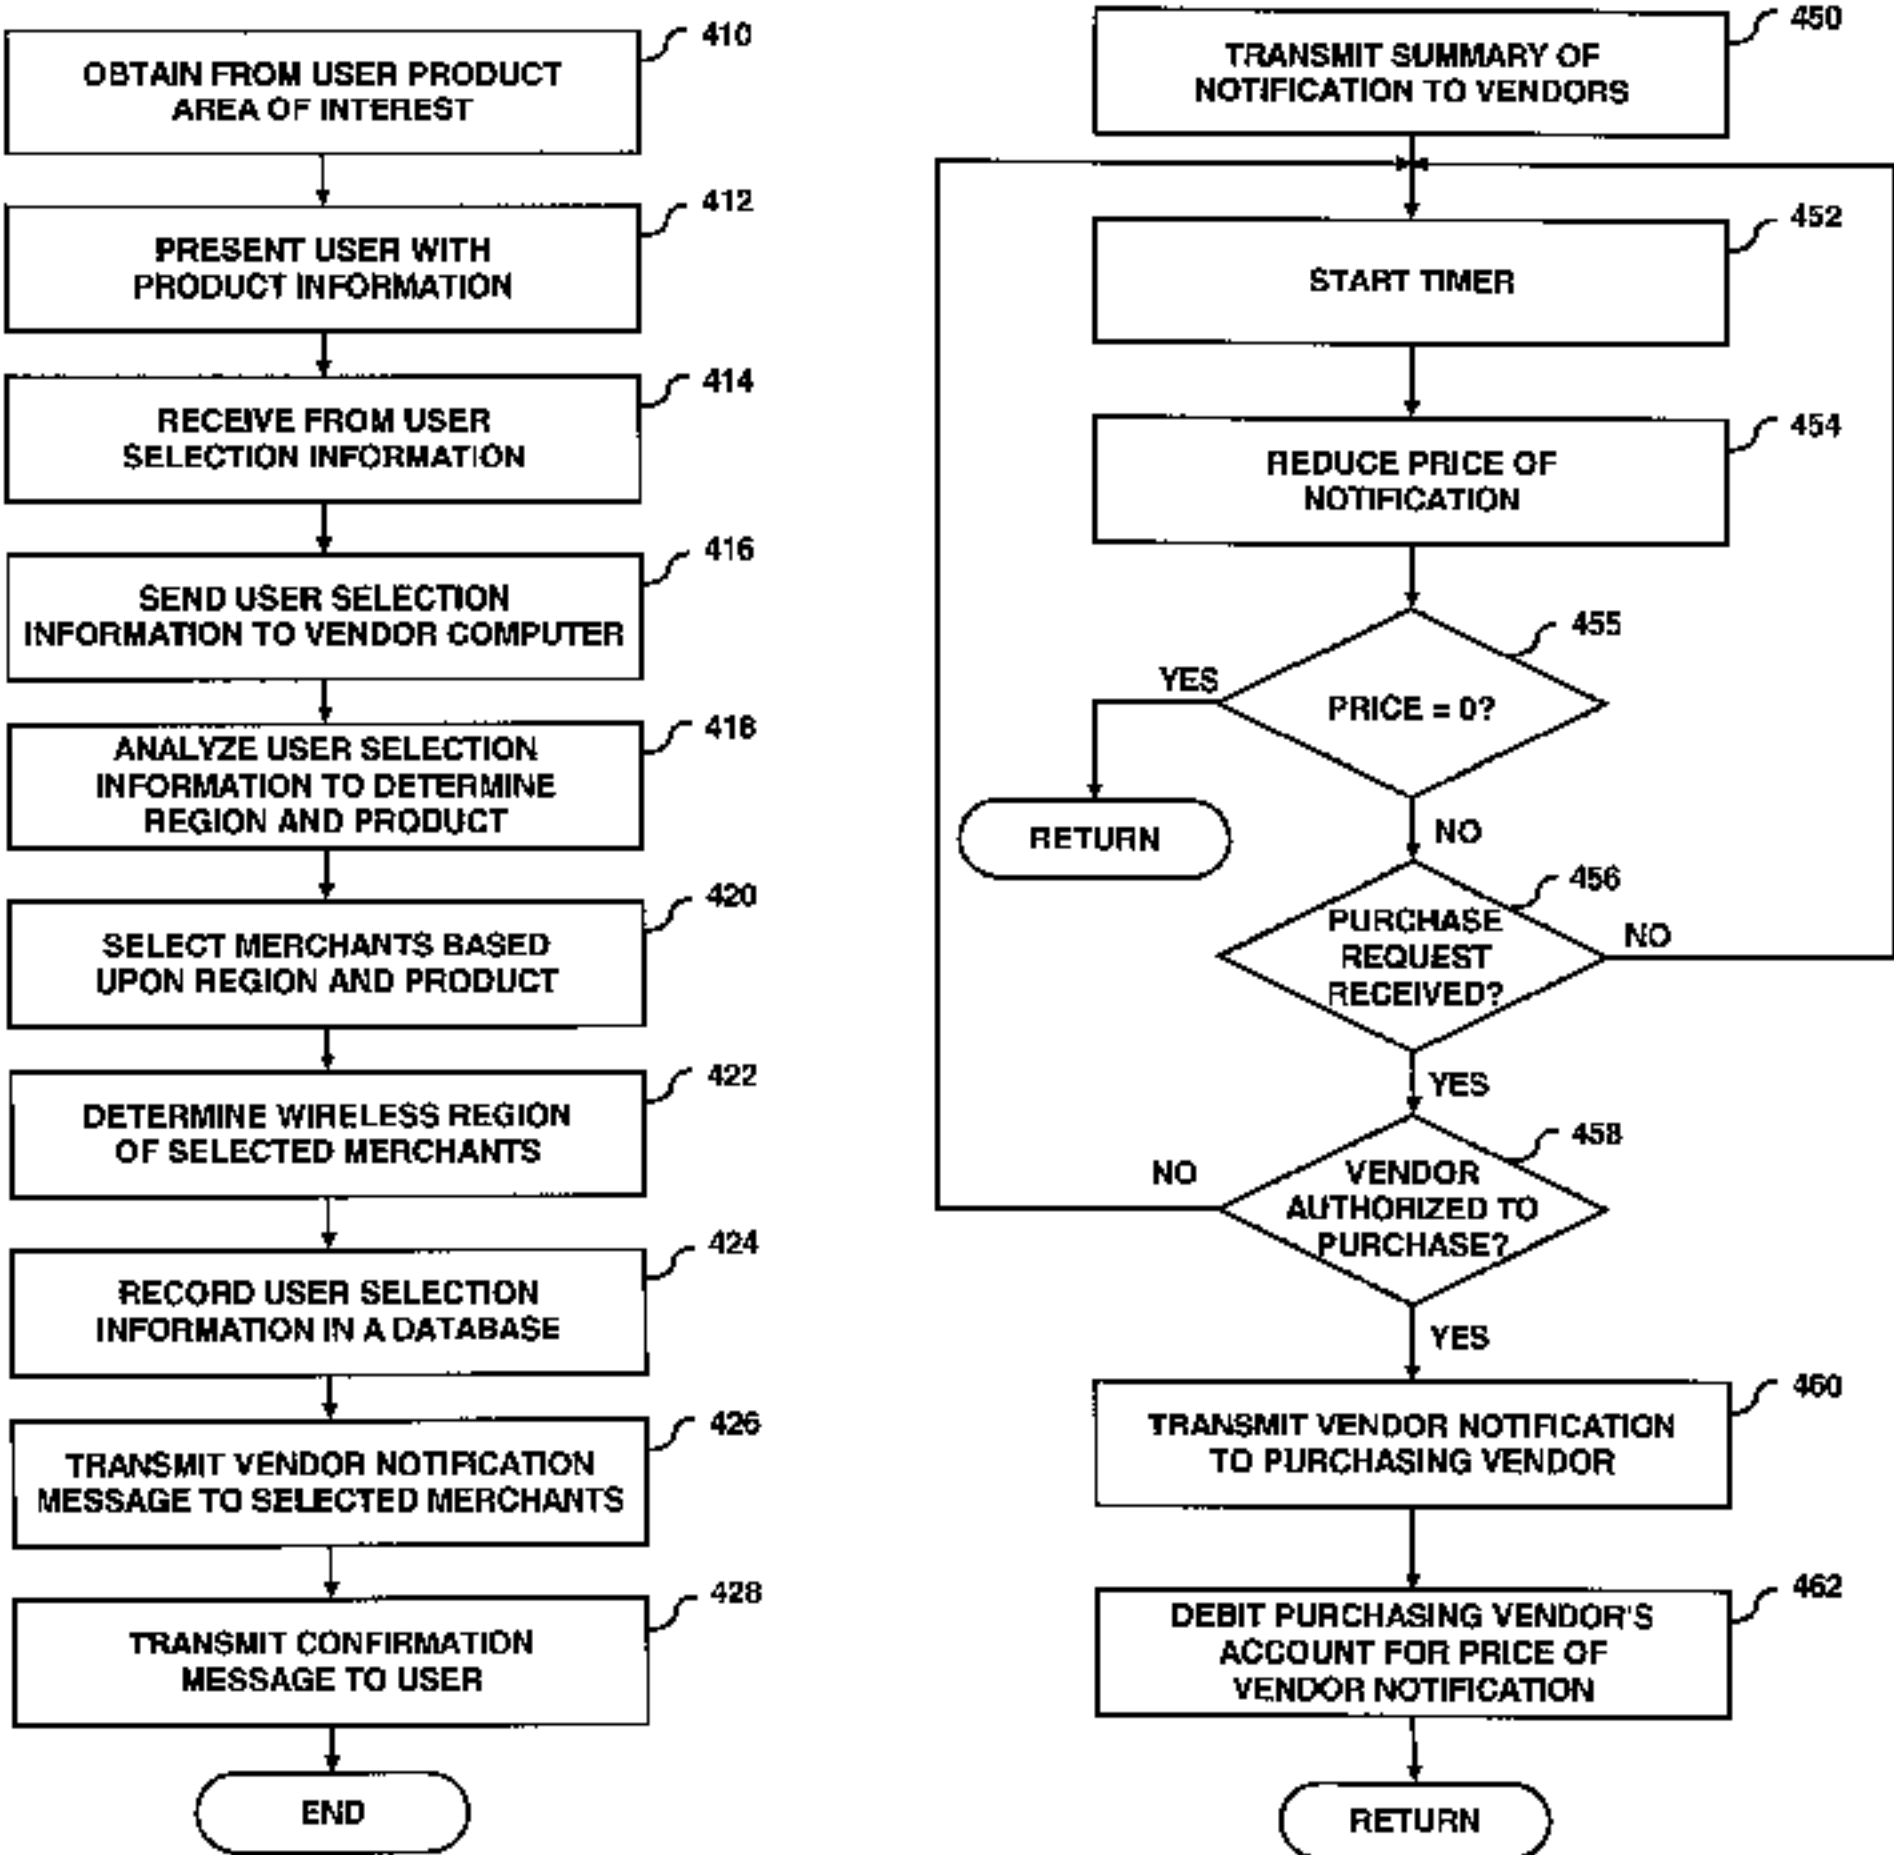 410
OBTAIN FROM USER PRODUCT
AREA OF INTEREST
412
PRESENT USER WITH
PRODUCT INFORMATION
414
RECEIVE FROM USER
SELECTION INFORMATION
416
SEND USER SELECTION
INFORMATION TO VENDOR COMPUTER
418
ANALYZE USER SELECTION
INFORMATION TO DETERMINE
REGION AND PRODUCT
420
SELECT MERCHANTS BASED
UPON REGION AND PRODUCT
422
DETERMINE WIRELESS REGION
OF SELECTED MERCHANTS
424
RECORD USER SELECTION
INFORMATION IN A DATABASE
426
TRANSMIT VENDOR NOTIFICATION
MESSAGE TO SELECTED MERCHANTS
428
TRANSMIT CONFIRMATION
MESSAGE TO USER
END
450
TRANSMIT SUMMARY OF
NOTIFICATION TO VENDORS
452
START TIMER
454
REDUCE PRICE OF
NOTIFICATION
455
YES
PRICE = 0?
RETURN
NO
456
PURCHASE
REQUEST
RECEIVED?
NO
YES
458
NO
VENDOR
AUTHORIZED TO
PURCHASE?
YES
460
TRANSMIT VENDOR NOTIFICATION
TO PURCHASING VENDOR
462
DEBIT PURCHASING VENDOR'S
ACCOUNT FOR PRICE OF
VENDOR NOTIFICATION
RETURN